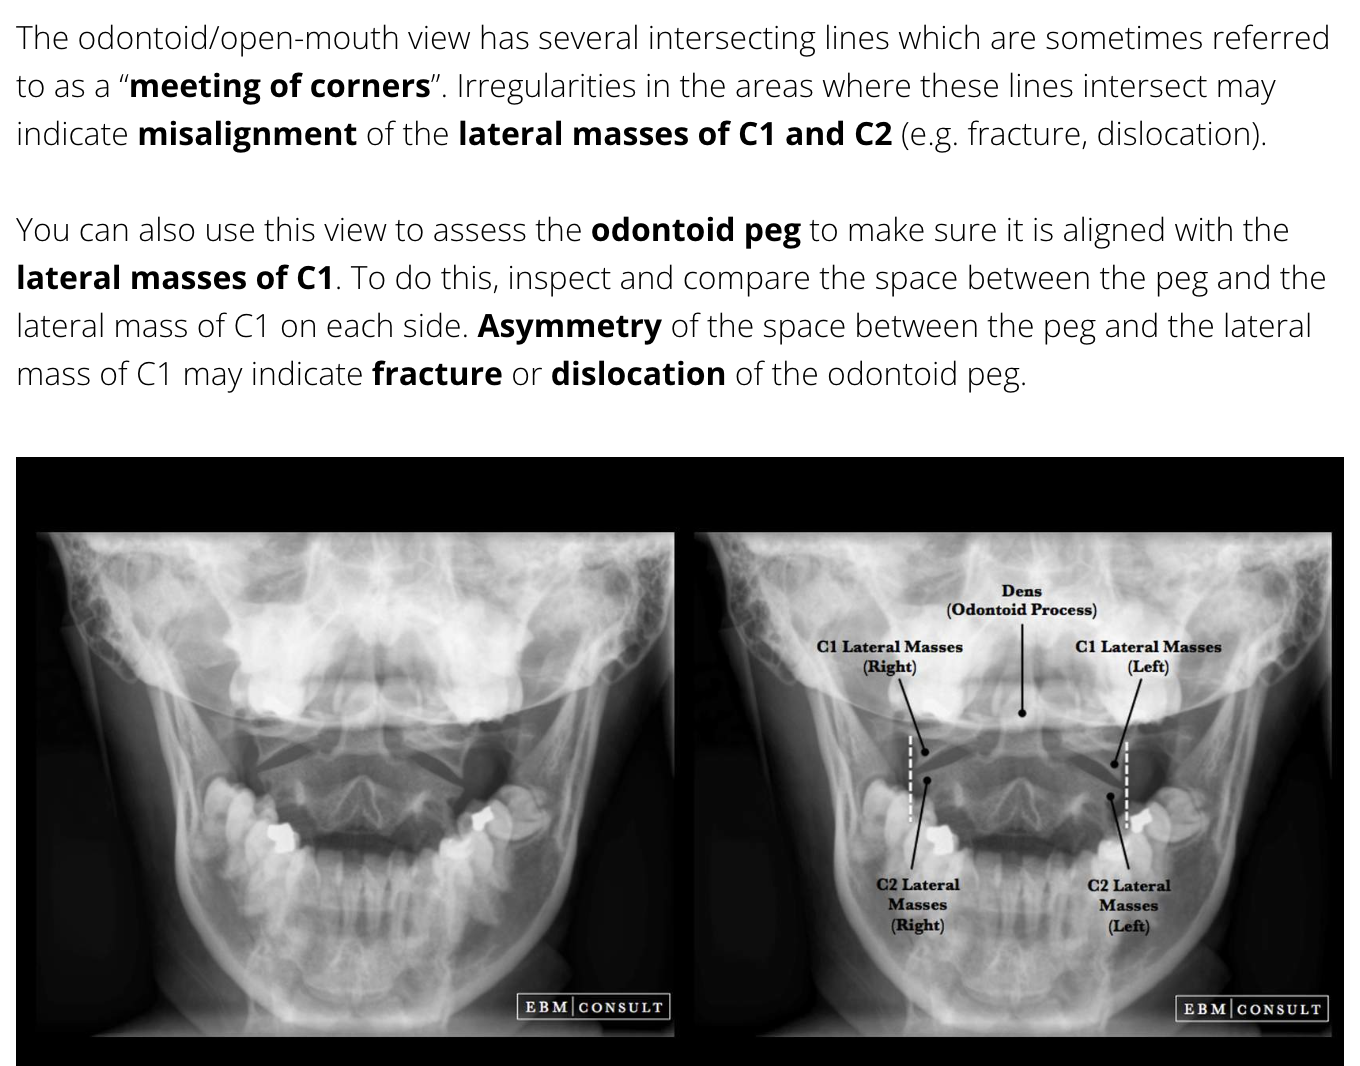 The odontoid/open-mouth view has several intersecting lines which are sometimes referred
to as a “meeting of corners”. Irregularities in the areas where these lines intersect may
indicate misalignment of the lateral masses of C1 and C2 (e.g. fracture, dislocation).
You can also use this view to assess the odontoid peg to make sure it is aligned with the
lateral masses of C1. To do this, inspect and compare the space between the peg and the
lateral mass of C1 on each side. Asymmetry of the space between the peg and the lateral
mass of C1 may indicate fracture or dislocation of the odontoid peg.
EBM|CONSULT
Dens
(Odontoid Process)
C1 Lateral Masses
(Right)
C1 Lateral Masses
(Left)
C2 Lateral
Masses
(Right)
C2 Lateral
Masses
(Left)
EBM|CONSULT